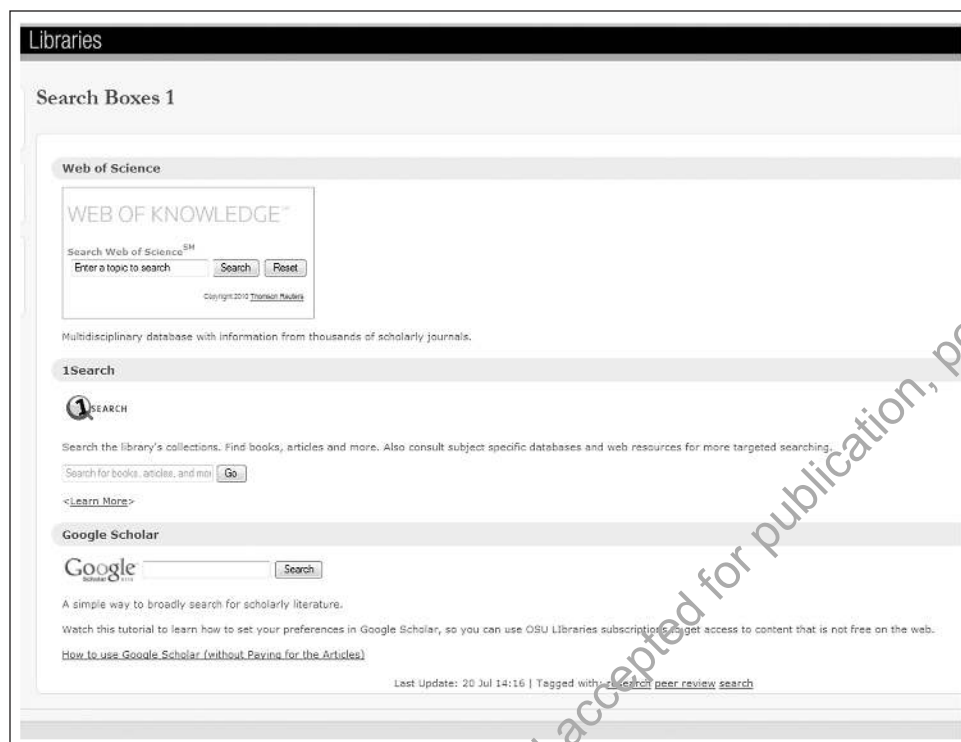 Libraries
Search Boxes 1
Web of Science
WEB OF KNOWLEDGE™
Search Web of Science SM
Enter a topic to search Search Reset
Copyright 2010 Thomson Reuters
Multidisciplinary database with information from thousands of scholarly journals.
1Search
1 SEARCH
Search the library's collections. Find books, articles and more. Also consult subject specific databases and web resources for more targeted searching.
Search for books, articles, and mor Go
<Learn More>
Google Scholar
Google Scholar BETA Search
A simple way to broadly search for scholarly literature.
Watch this tutorial to learn how to set your preferences in Google Scholar, so you can use OSU LIbraries subscriptions to get access to content that is not free on the web.
How to use Google Scholar (without Paying for the Articles)
Last Update: 20 Jul 14:16 | Tagged with: research peer review search
accepted for publication,